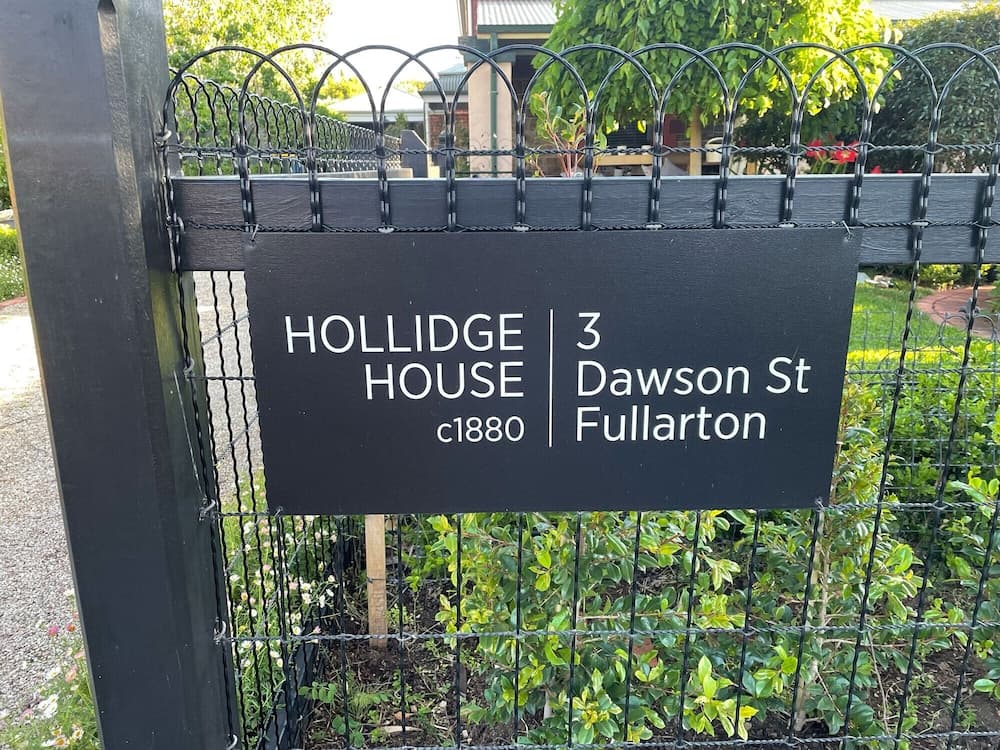 HOLLIDGE
HOUSE
c1880
3
Dawson St
Fullarton